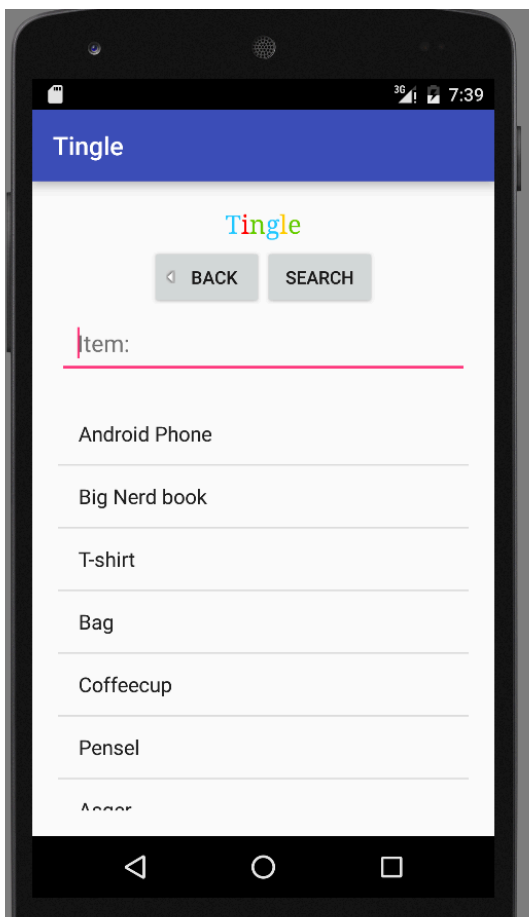 3G 7:39
Tingle
Tingle
BACK SEARCH
Item:
Android Phone
Big Nerd book
T-shirt
Bag
Coffeecup
Pensel